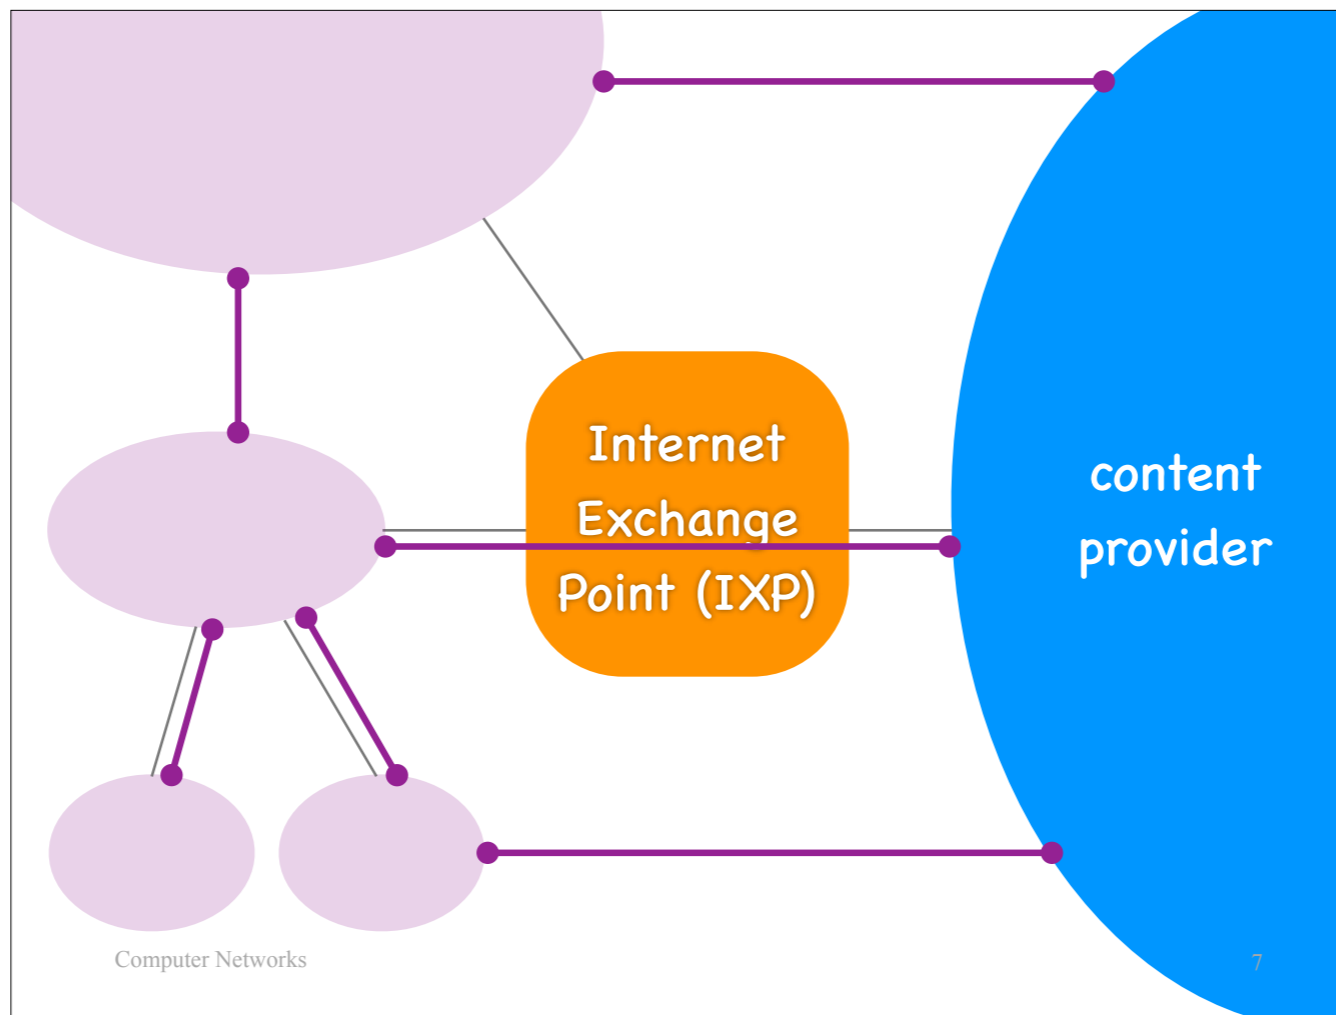 Internet
Exchange
Point (IXP)
content
provider
Computer Networks
7